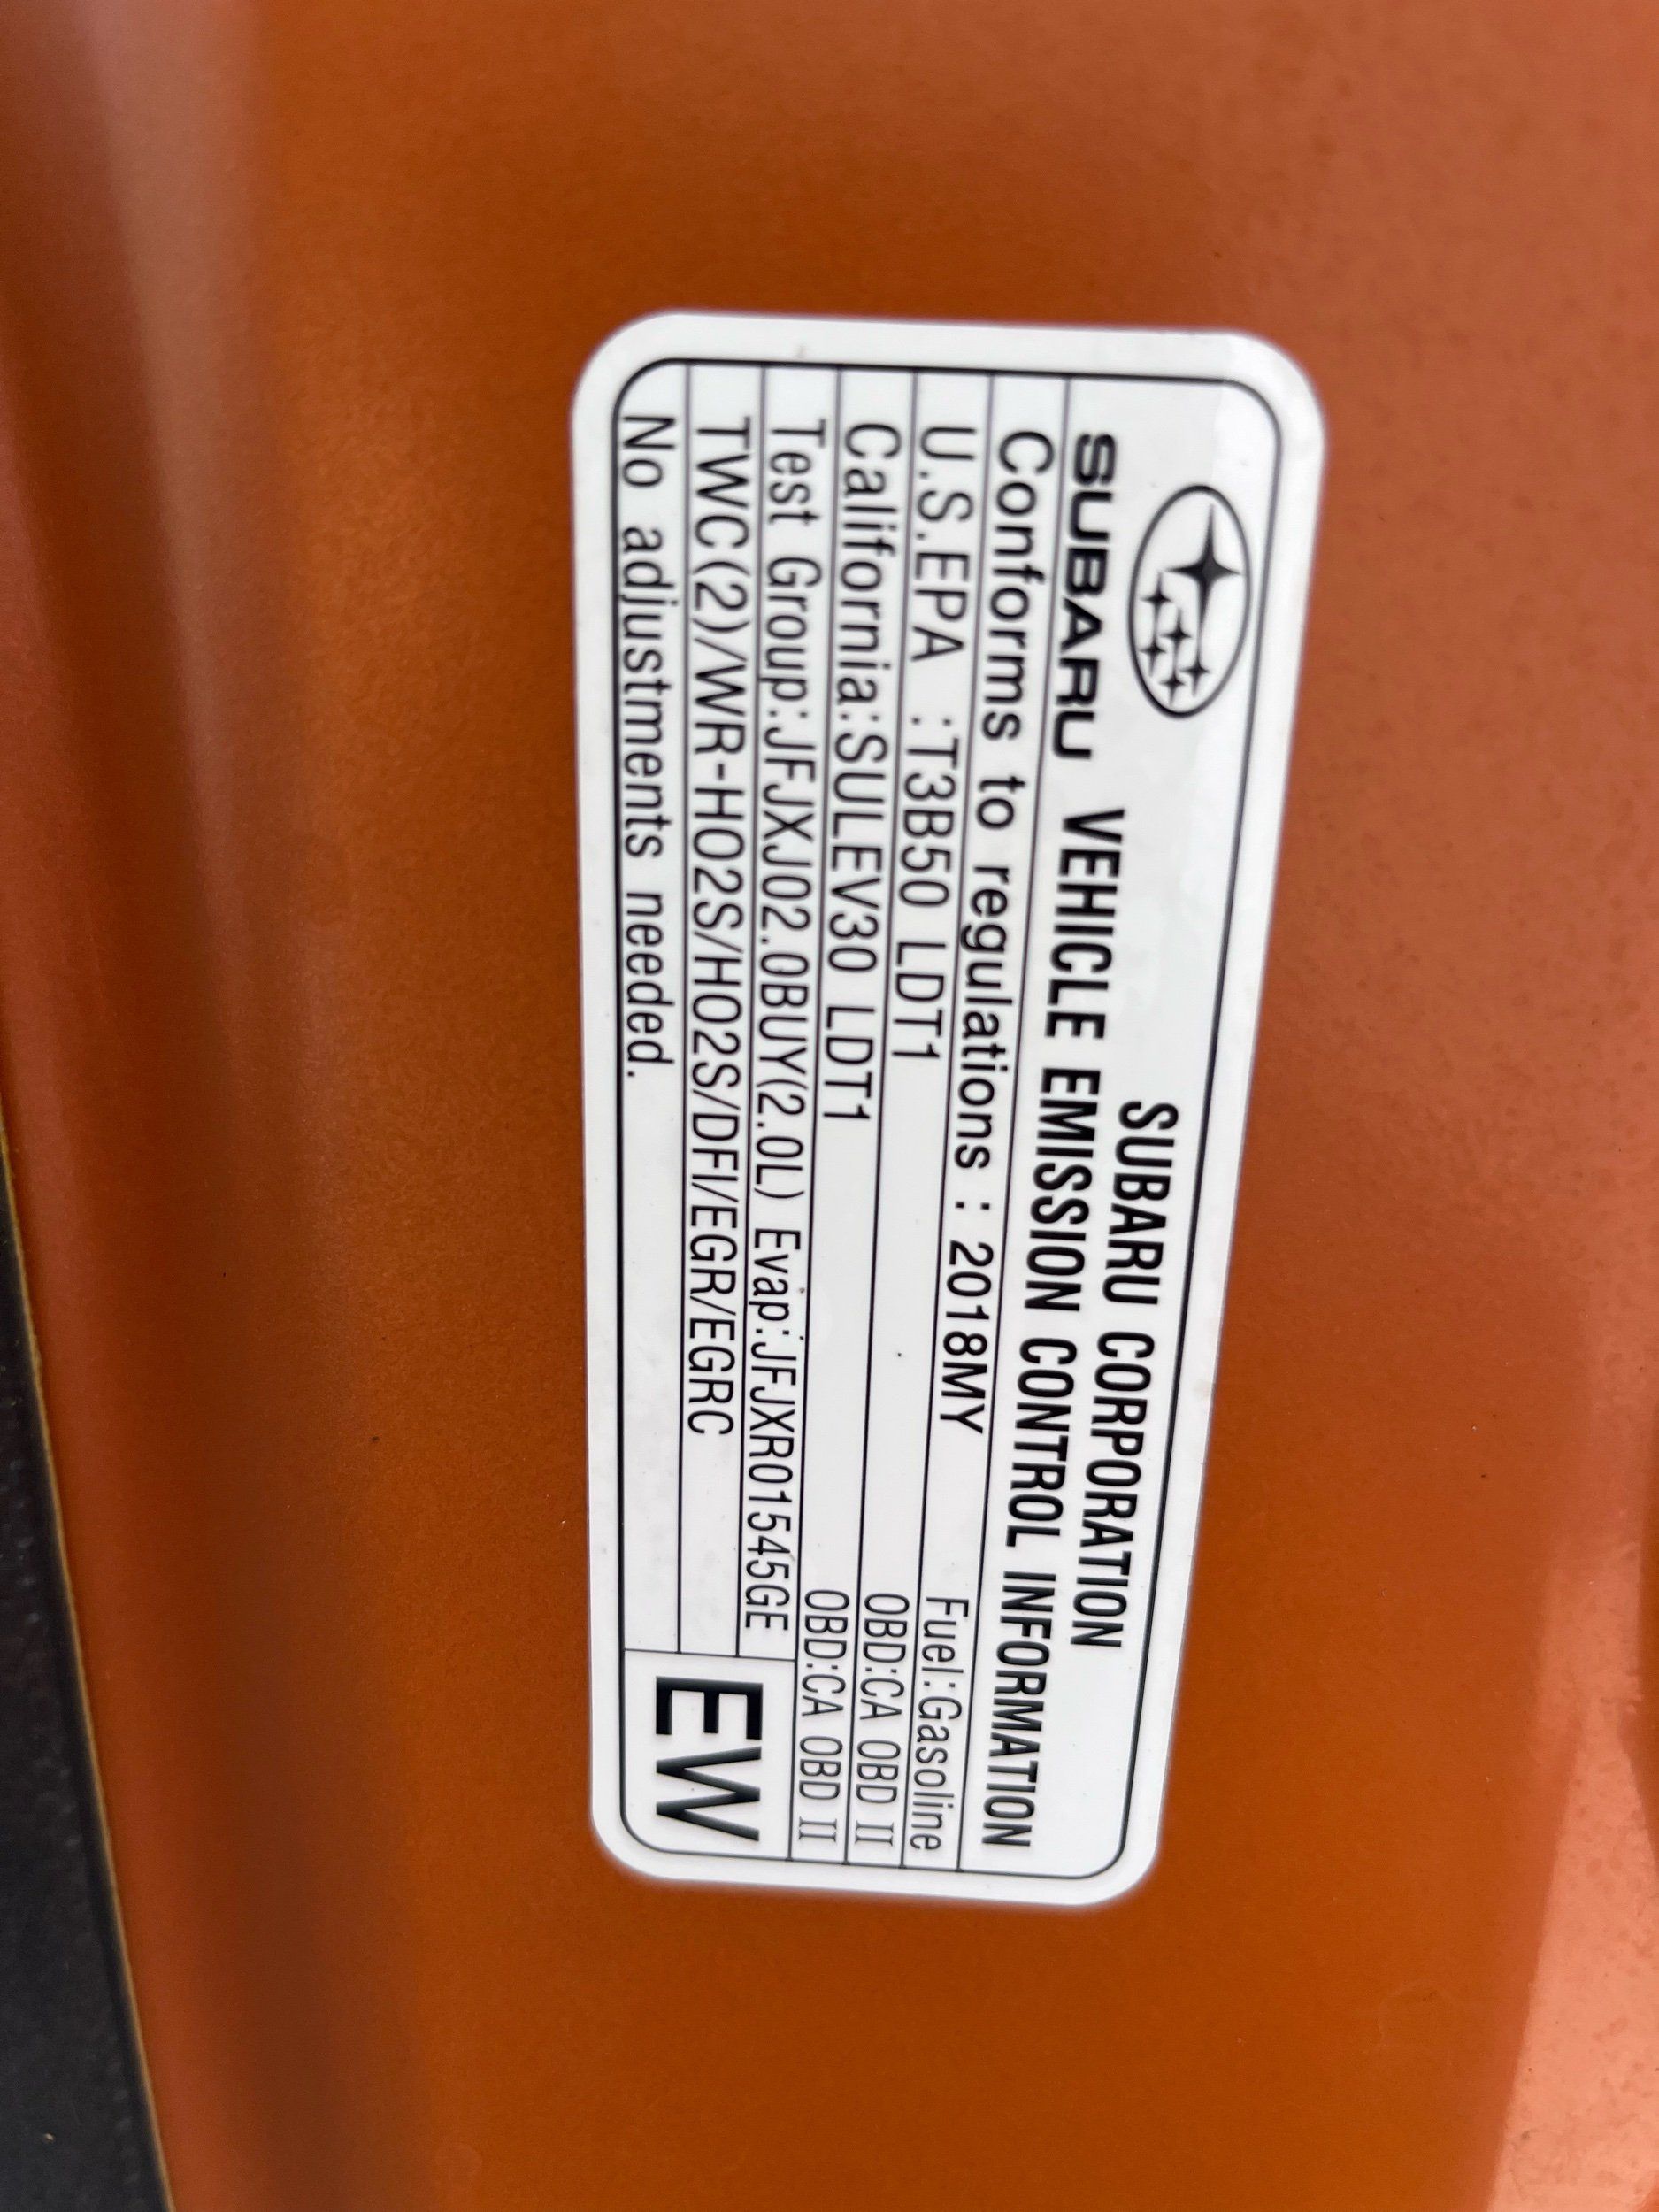 SUBARU CORPORATION
SUBARU VEHICLE EMISSION CONTROL INFORMATION
Conforms to regulations : 2018MY Fuel:Gasoline
U.S.EPA :T3B50 LDT1 OBD:CA OBD II
California:SULEV30 LDT1 OBD:CA OBD II
Test Group:JFJXJ02.0BUY(2.0L) Evap:JFJXR01545GE
TWC(2)/WR-HO2S/HO2S/DFI/EGR/EGRC
No adjustments needed.
EW